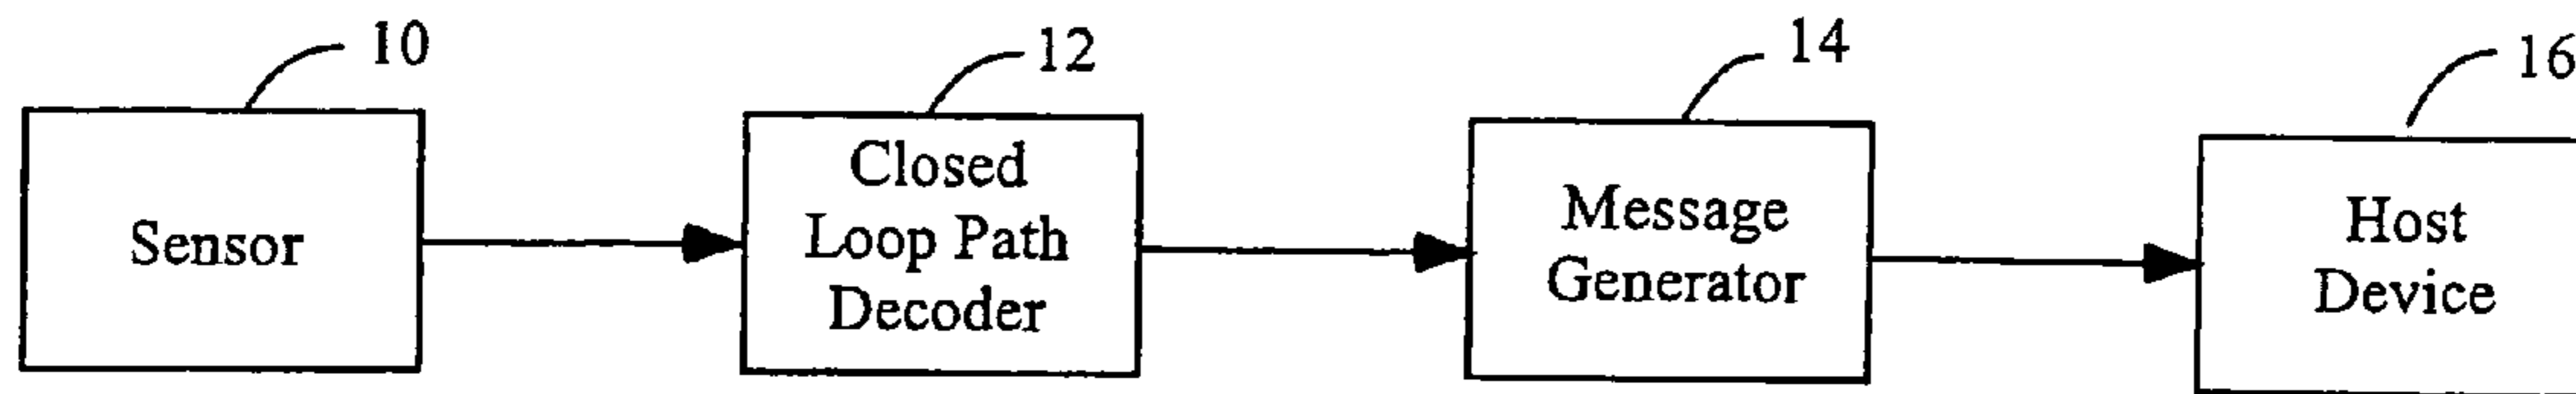 10
12
14
16
Sensor
Closed
Loop Path
Decoder
Message
Generator
Host
Device